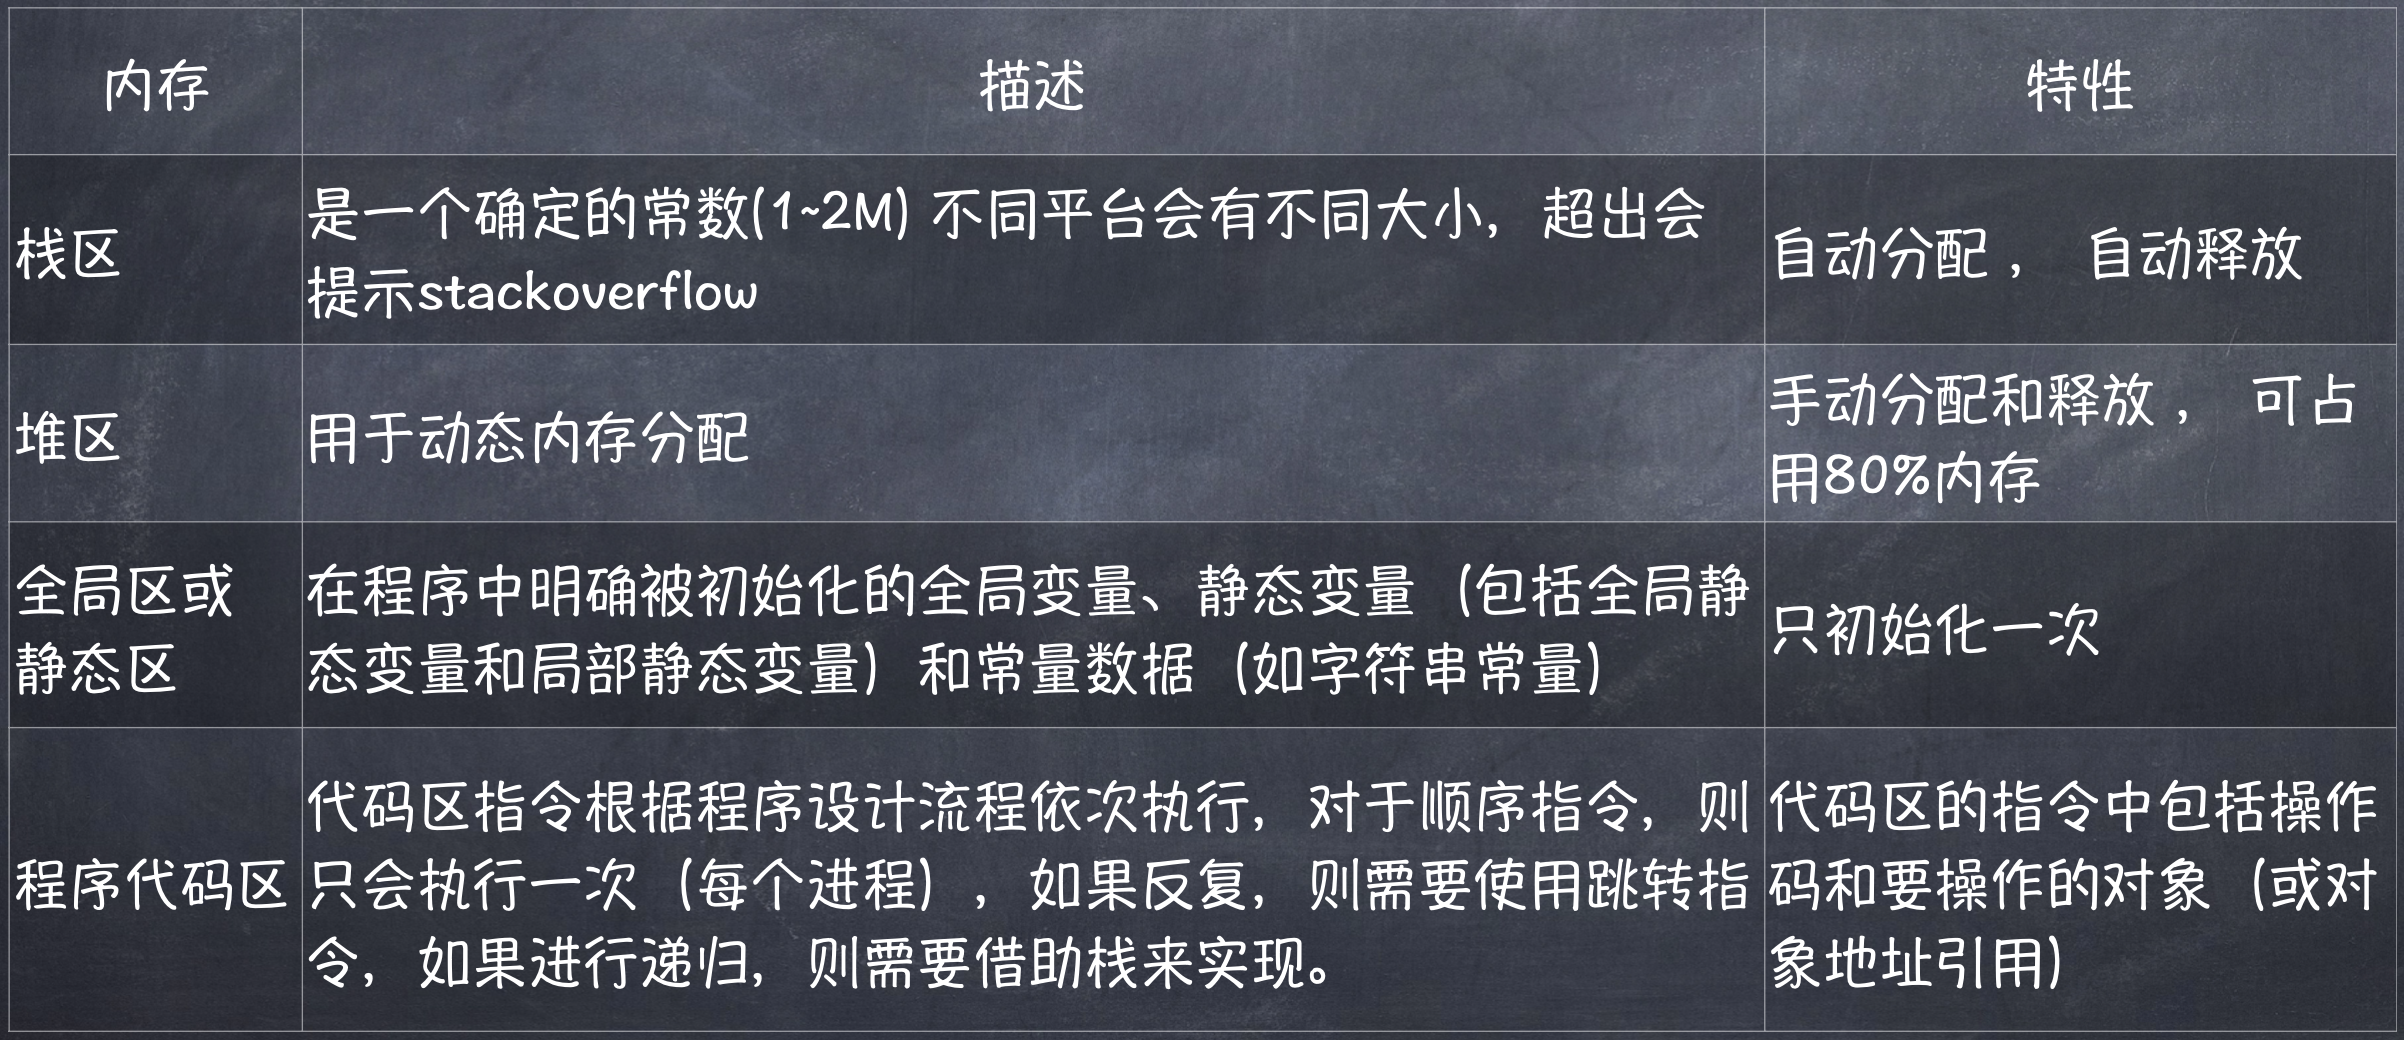 内存
描述
特性
栈区
是一个确定的常数(1~2M) 不同平台会有不同大小，超出会
提示stackoverflow
自动分配， 自动释放
堆区
用于动态内存分配
手动分配和释放， 可占
用80%内存
全局区或
静态区
在程序中明确被初始化的全局变量、静态变量（包括全局静
态变量和局部静态变量）和常量数据（如字符串常量）
只初始化一次
程序代码区
代码区指令根据程序设计流程依次执行，对于顺序指令，则
只会执行一次（每个进程），如果反复，则需要使用跳转指
令，如果进行递归，则需要借助栈来实现。
代码区的指令中包括操作
码和要操作的对象（或对
象地址引用）